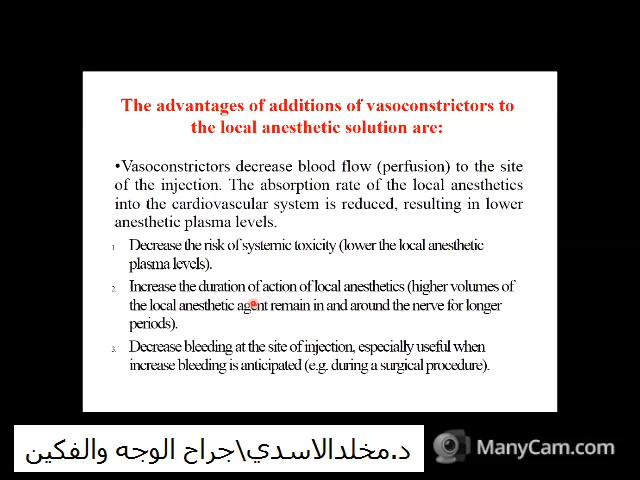 The advantages of additions of vasoconstrictors to
the local anesthetic solution are:
•Vasoconstrictors decrease blood flow (perfusion) to the site
of the injection. The absorption rate of the local anesthetics
into the cardiovascular system is reduced, resulting in lower
anesthetic plasma levels.
1. Decrease the risk of systemic toxicity (lower the local anesthetic
plasma levels).
2. Increase the duration of action of local anesthetics (higher volumes of
the local anesthetic agent remain in and around the nerve for longer
periods).
3. Decrease bleeding at the site of injection, especially useful when
increase bleeding is anticipated (e.g. during a surgical procedure).
د.مخلدالاسدي\جراح الوجه والفكين
ManyCam.com